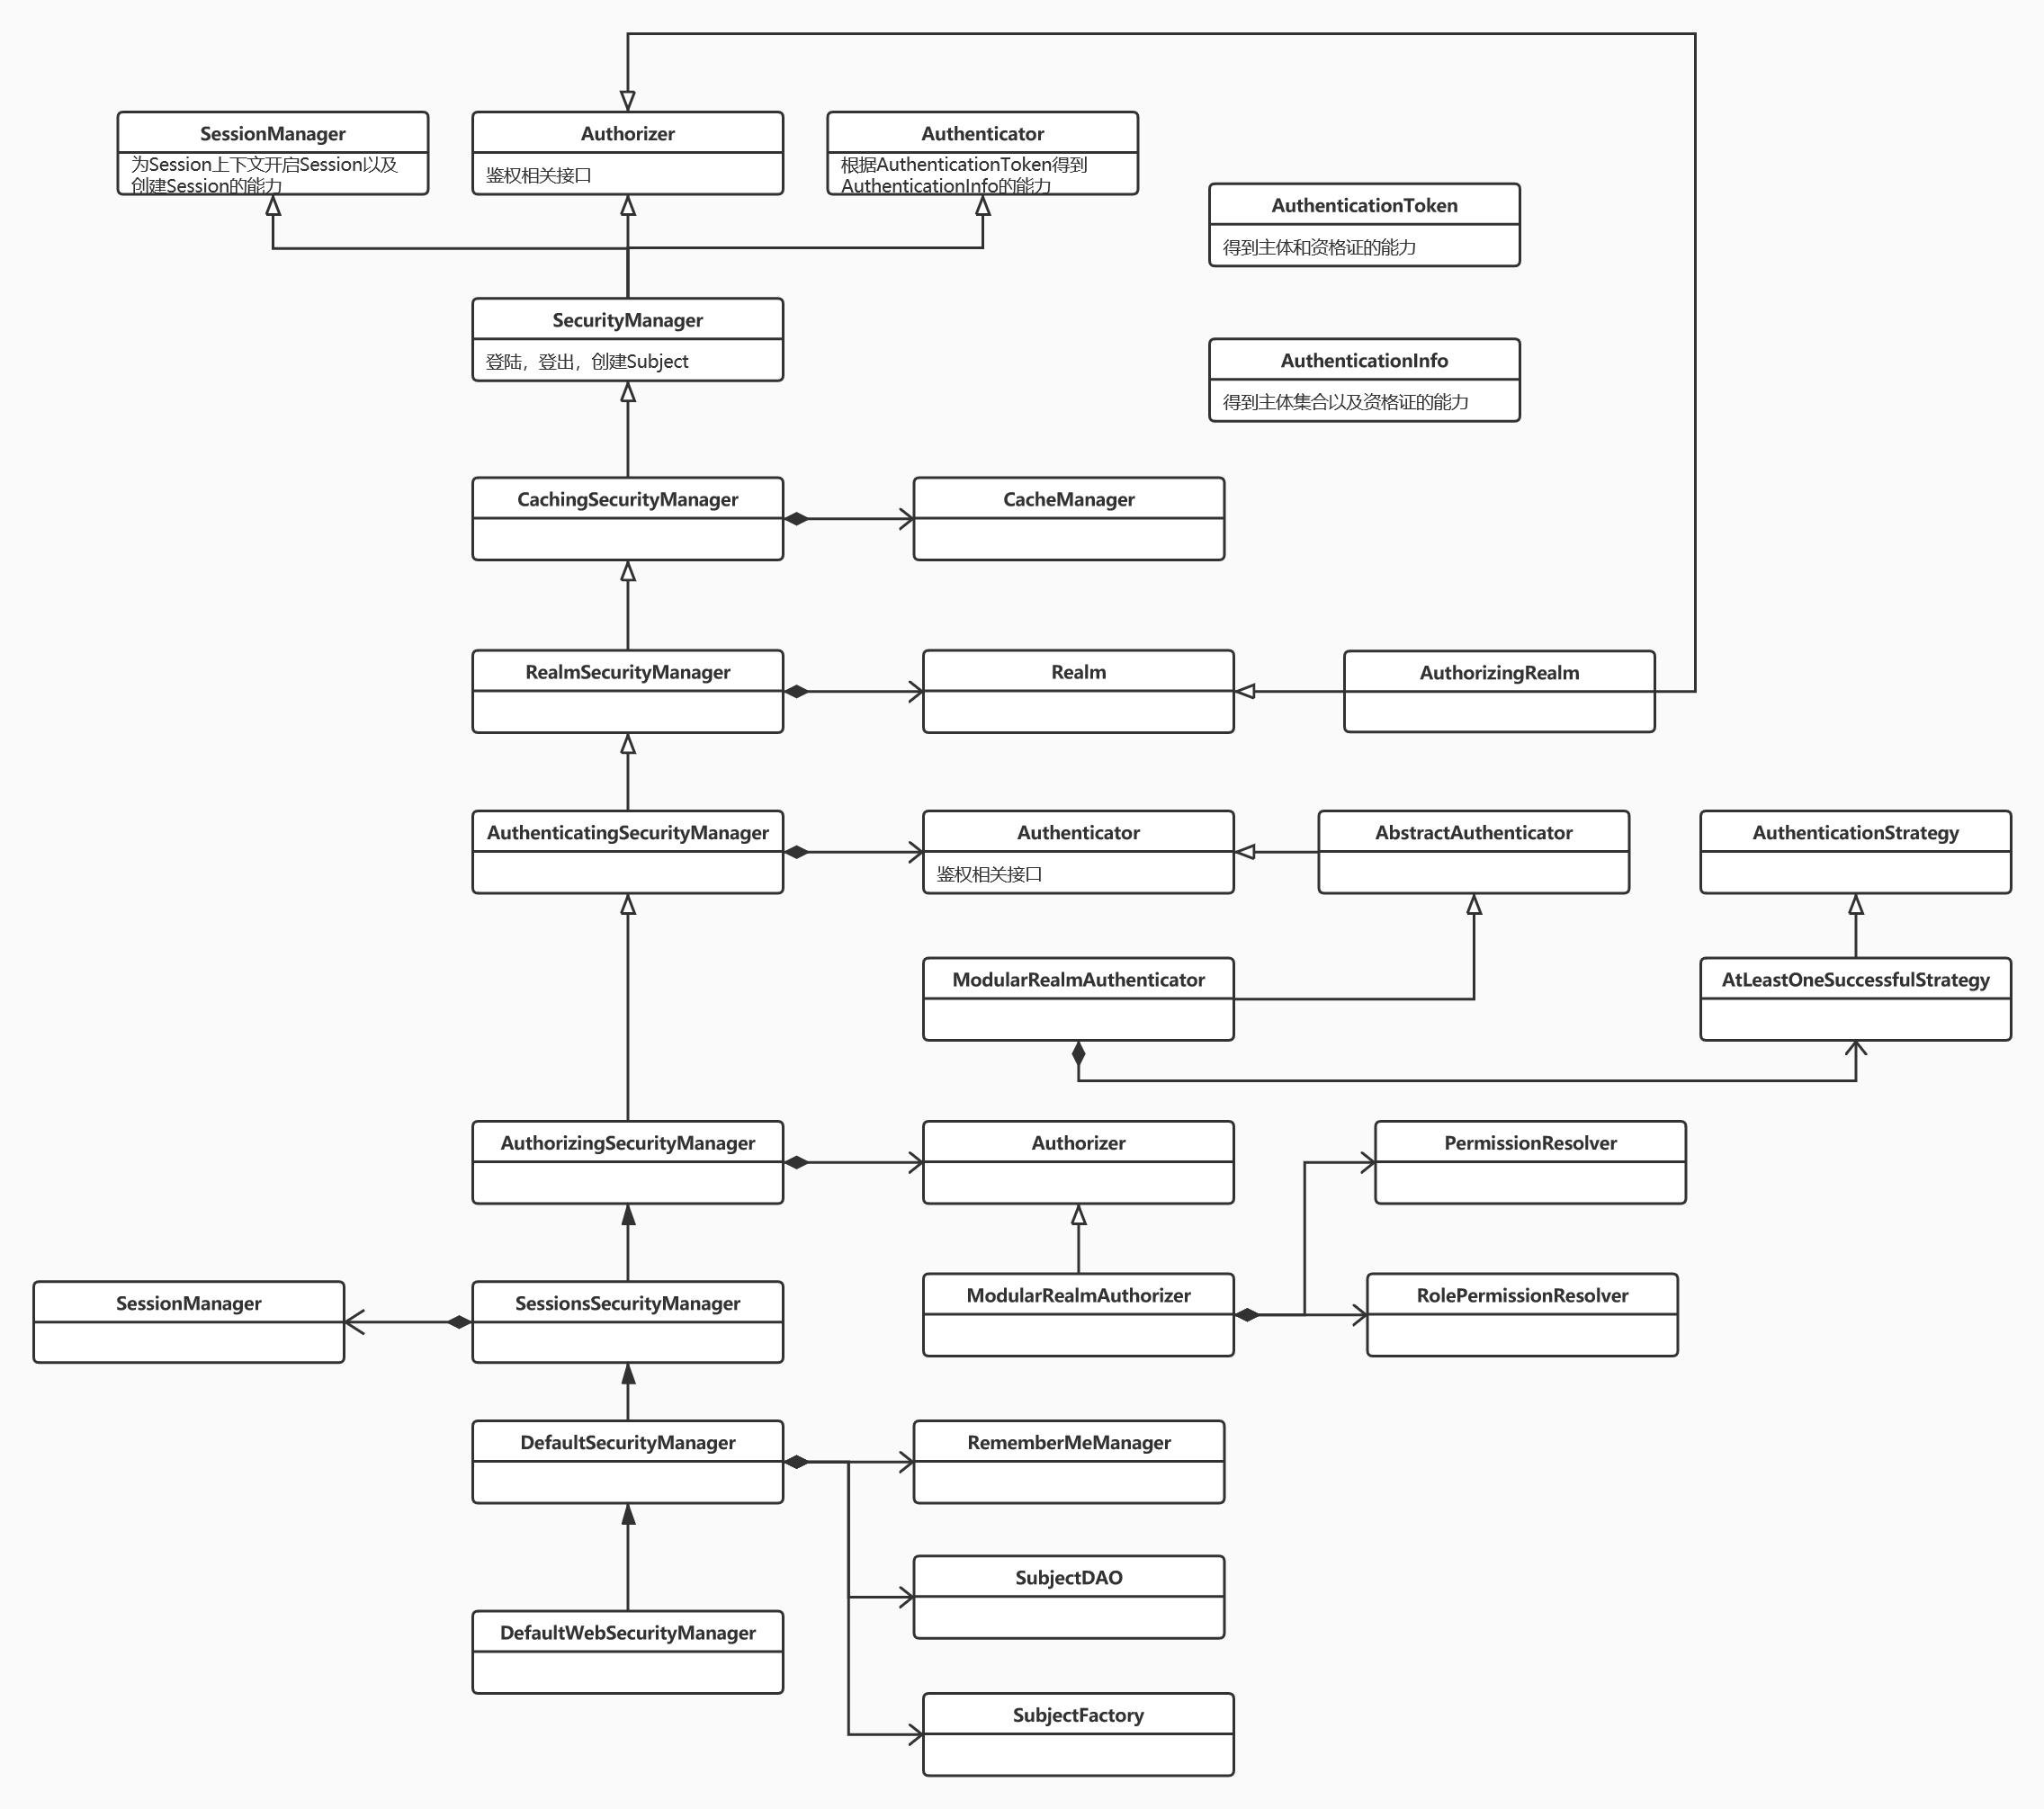 SessionManager
为Session上下文开启Session以及
创建Session的能力
Authorizer
鉴权相关接口
Authenticator
根据AuthenticationToken得到
AuthenticationInfo的能力
AuthenticationToken
得到主体和资格证的能力
SecurityManager
登陆，登出，创建Subject
AuthenticationInfo
得到主体集合以及资格证的能力
CachingSecurityManager
CacheManager
RealmSecurityManager
Realm
AuthorizingRealm
AuthenticatingSecurityManager
Authenticator
鉴权相关接口
AbstractAuthenticator
AuthenticationStrategy
ModularRealmAuthenticator
AtLeastOneSuccessfulStrategy
AuthorizingSecurityManager
Authorizer
PermissionResolver
SessionManager
SessionsSecurityManager
ModularRealmAuthorizer
RolePermissionResolver
DefaultSecurityManager
RememberMeManager
SubjectDAO
DefaultWebSecurityManager
SubjectFactory